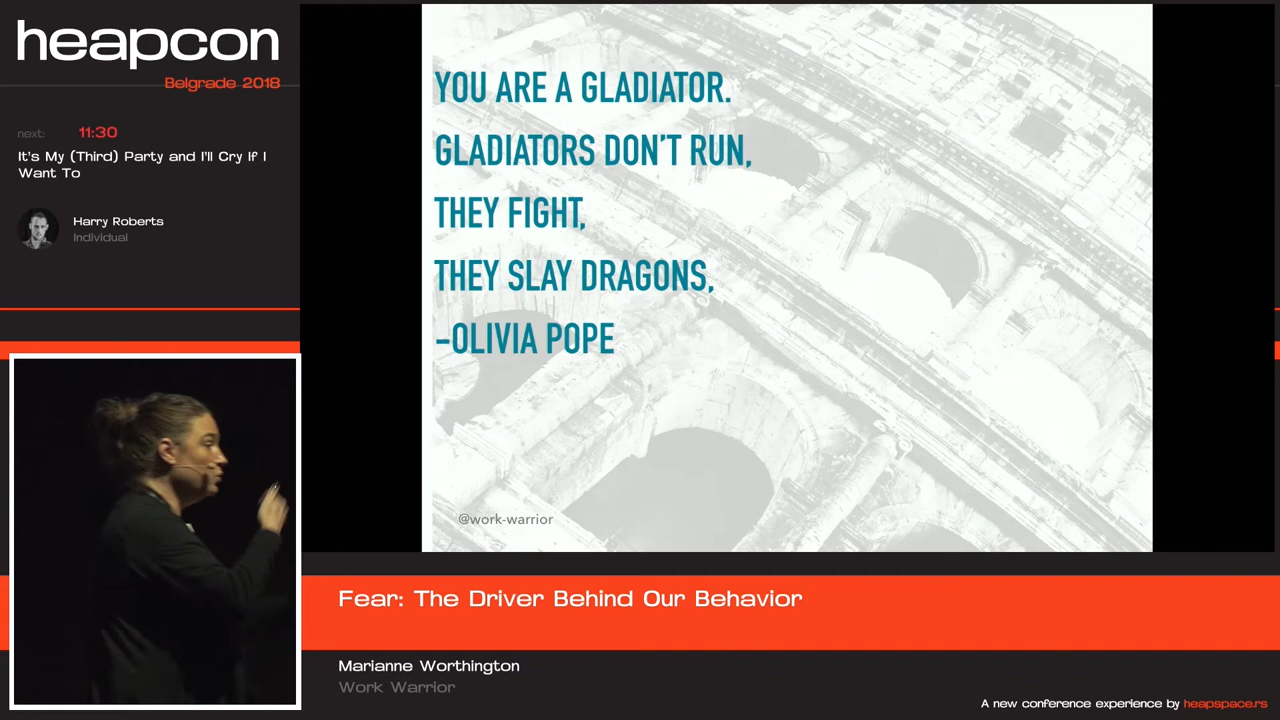 heapcon
Belgrade 2018
next: 11:30
It's My (Third) Party and I'll Cry If I
Want To
Harry Roberts
Individual
YOU ARE A GLADIATOR.
GLADIATORS DON'T RUN,
THEY FIGHT,
THEY SLAY DRAGONS,
-OLIVIA POPE
@work-warrior
Fear: The Driver Behind Our Behavior
Marianne Worthington
Work Warrior
A new conference experience by heapspace.rs